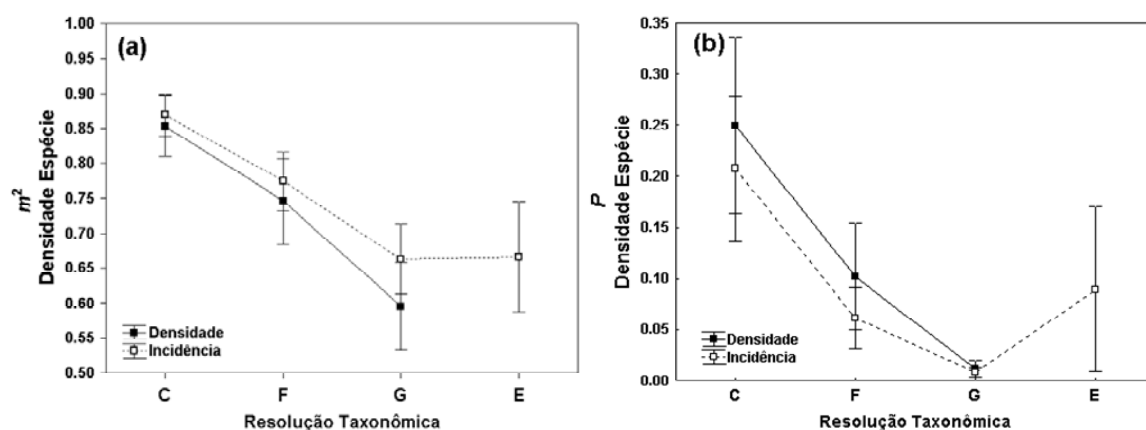 (a)
m²
Densidade Espécie
1.00
0.95
0.90
0.85
0.80
0.75
0.70
0.65
0.60
0.55
0.50
Densidade
Incidência
C F G E
Resolução Taxonômica
(b)
P
Densidade Espécie
0.35
0.30
0.25
0.20
0.15
0.10
0.05
0.00
Densidade
Incidência
C F G E
Resolução Taxonômica